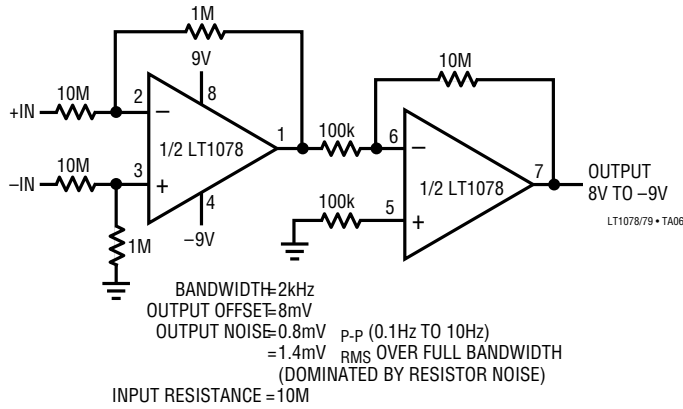 1M
9V
10M
10M
+IN
2
8
−
1/2 LT1078
1
100k
6
−
10M
3
+
−IN
1/2 LT1078
7
OUTPUT
8V TO −9V
4
100k
5
+
−9V
LT1078/79 • TA06
1M
BANDWIDTH=2kHz
OUTPUT OFFSET=8mV
OUTPUT NOISE=0.8mV P-P (0.1Hz TO 10Hz)
=1.4mV RMS OVER FULL BANDWIDTH
(DOMINATED BY RESISTOR NOISE)
INPUT RESISTANCE =10M